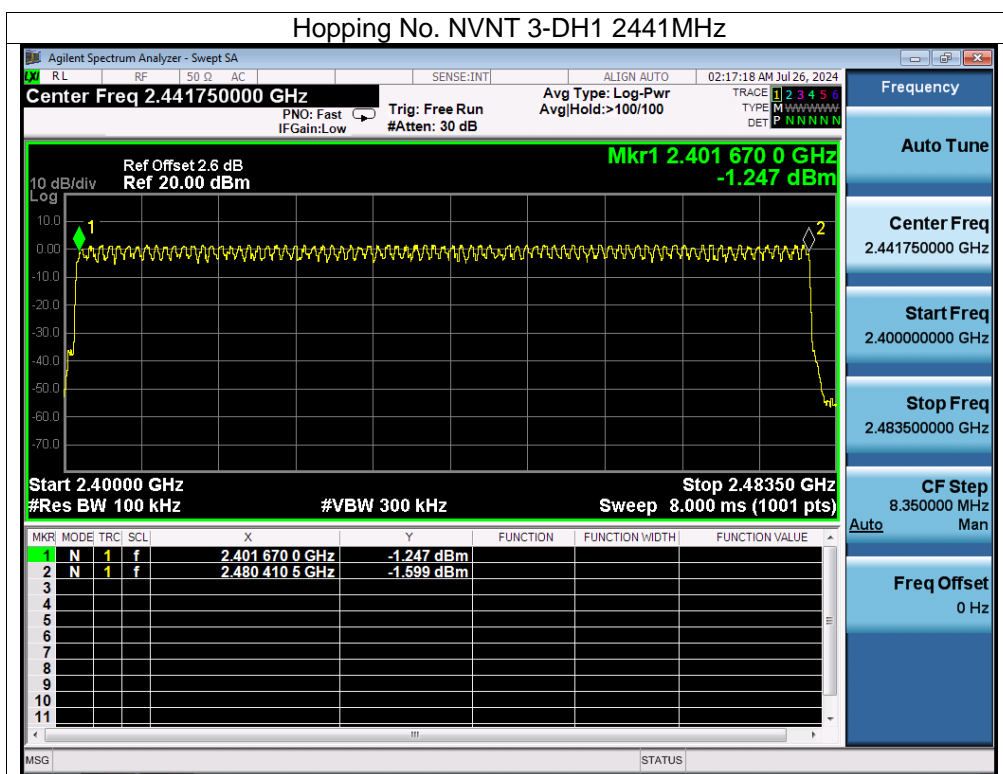 Hopping No. NVNT 3-DH1 2441MHz
Agilent Spectrum Analyzer - Swept SA
LXI RL RF 50 Ω AC SENSE:INT ALIGN AUTO 02:17:18 AM Jul 26, 2024
Center Freq 2.441750000 GHz
PNO: Fast
IFGain:Low
Trig: Free Run
#Atten: 30 dB
Avg Type: Log-Pwr
Avg|Hold:>100/100
TRACE 1 2 3 4 5 6
TYPE M WWWWW
DET P N N N N N
Frequency
Auto Tune
Center Freq
2.441750000 GHz
Start Freq
2.400000000 GHz
Stop Freq
2.483500000 GHz
CF Step
8.350000 MHz
Auto Man
Freq Offset
0 Hz
Mkr1 2.401 670 0 GHz
-1.247 dBm
Ref Offset 2.6 dB
10 dB/div Ref 20.00 dBm
Log
10.0
0.00
-10.0
-20.0
-30.0
-40.0
-50.0
-60.0
-70.0
1
2
Start 2.40000 GHz Stop 2.48350 GHz
#Res BW 100 kHz #VBW 300 kHz Sweep 8.000 ms (1001 pts)
MKR MODE TRC SCL X Y FUNCTION FUNCTION WIDTH FUNCTION VALUE
1 N 1 f 2.401 670 0 GHz -1.247 dBm
2 N 1 f 2.480 410 5 GHz -1.599 dBm
3
4
5
6
7
8
9
10
11
MSG STATUS